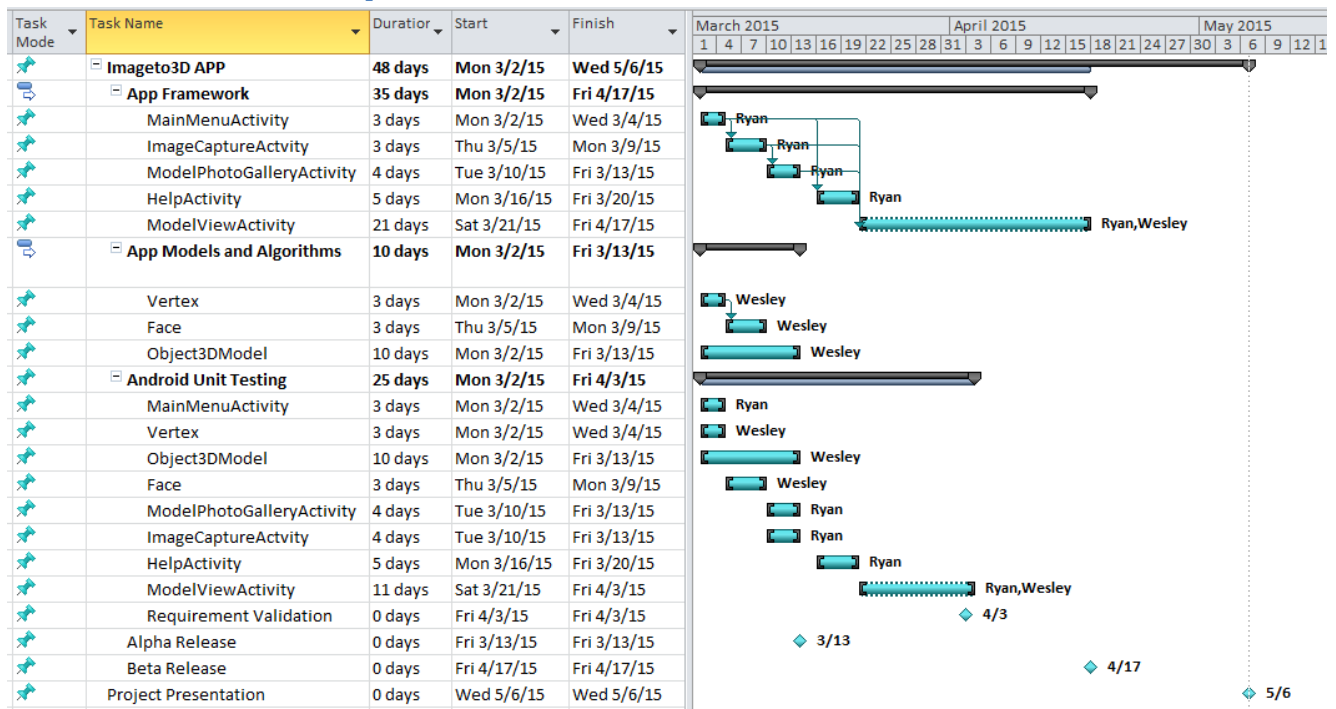 Task Mode Task Name Duration Start Finish March 2015 April 2015 May 2015
1 4 7 10 13 16 19 22 25 28 31 3 6 9 12 15 18 21 24 27 30 3 6 9 12 1
Imageto3D APP 48 days Mon 3/2/15 Wed 5/6/15
App Framework 35 days Mon 3/2/15 Fri 4/17/15
MainMenuActivity 3 days Mon 3/2/15 Wed 3/4/15 Ryan
ImageCaptureActvity 3 days Thu 3/5/15 Mon 3/9/15 Ryan
ModelPhotoGalleryActivity 4 days Tue 3/10/15 Fri 3/13/15 Ryan
HelpActivity 5 days Mon 3/16/15 Fri 3/20/15 Ryan
ModelViewActivity 21 days Sat 3/21/15 Fri 4/17/15 Ryan,Wesley
App Models and Algorithms 10 days Mon 3/2/15 Fri 3/13/15
Vertex 3 days Mon 3/2/15 Wed 3/4/15 Wesley
Face 3 days Thu 3/5/15 Mon 3/9/15 Wesley
Object3DModel 10 days Mon 3/2/15 Fri 3/13/15 Wesley
Android Unit Testing 25 days Mon 3/2/15 Fri 4/3/15
MainMenuActivity 3 days Mon 3/2/15 Wed 3/4/15 Ryan
Vertex 3 days Mon 3/2/15 Wed 3/4/15 Wesley
Object3DModel 10 days Mon 3/2/15 Fri 3/13/15 Wesley
Face 3 days Thu 3/5/15 Mon 3/9/15 Wesley
ModelPhotoGalleryActivity 4 days Tue 3/10/15 Fri 3/13/15 Ryan
ImageCaptureActvity 4 days Tue 3/10/15 Fri 3/13/15 Ryan
HelpActivity 5 days Mon 3/16/15 Fri 3/20/15 Ryan
ModelViewActivity 11 days Sat 3/21/15 Fri 4/3/15 Ryan,Wesley
Requirement Validation 0 days Fri 4/3/15 Fri 4/3/15 4/3
Alpha Release 0 days Fri 3/13/15 Fri 3/13/15 3/13
Beta Release 0 days Fri 4/17/15 Fri 4/17/15 4/17
Project Presentation 0 days Wed 5/6/15 Wed 5/6/15 5/6